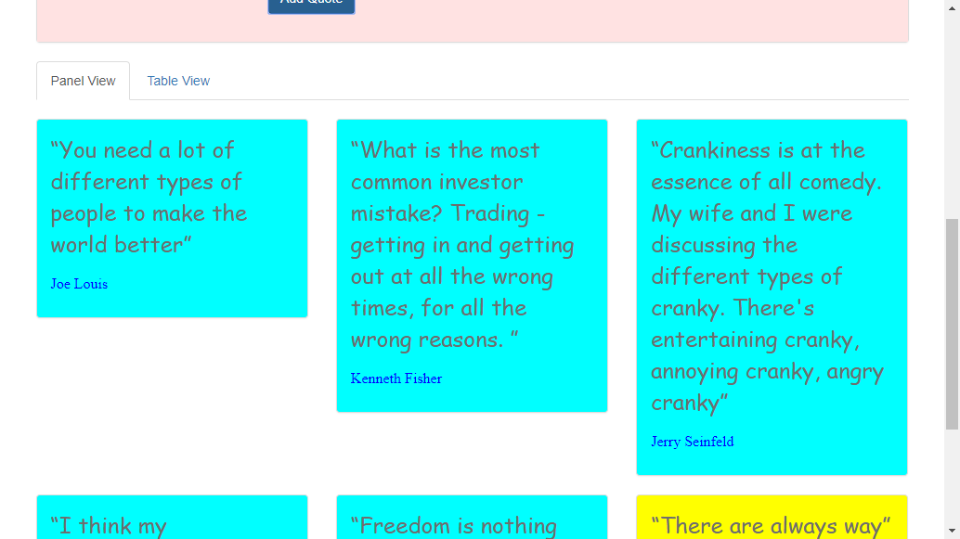 Add Quote
Panel View
Table View
“You need a lot of
different types of
people to make the
world better”
Joe Louis
“What is the most
common investor
mistake? Trading -
getting in and getting
out at all the wrong
times, for all the
wrong reasons. ”
Kenneth Fisher
“Crankiness is at the
essence of all comedy.
My wife and I were
discussing the
different types of
cranky. There's
entertaining cranky,
annoying cranky, angry
cranky”
Jerry Seinfeld
“I think my
“Freedom is nothing
“There are always way”